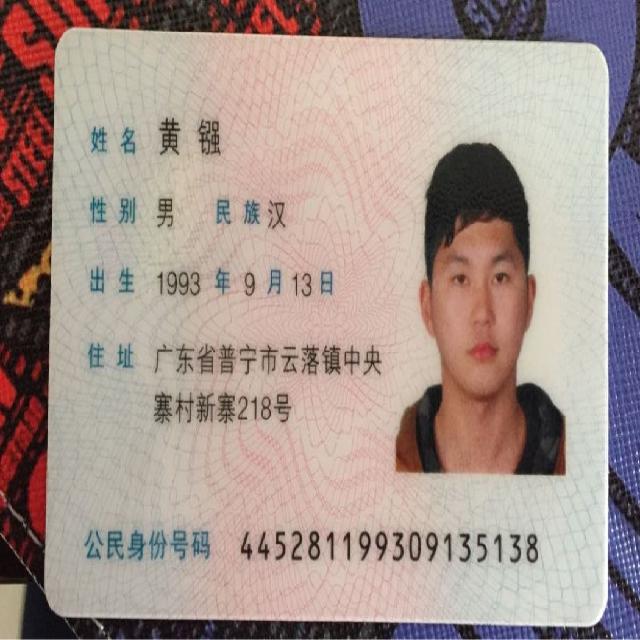 姓名 黄镪
性别 男 民族 汉
出生 1993 年 9 月 13 日
住址 广东省普宁市云落镇中央
寨村新寨218号
公民身份号码 445281199309135138